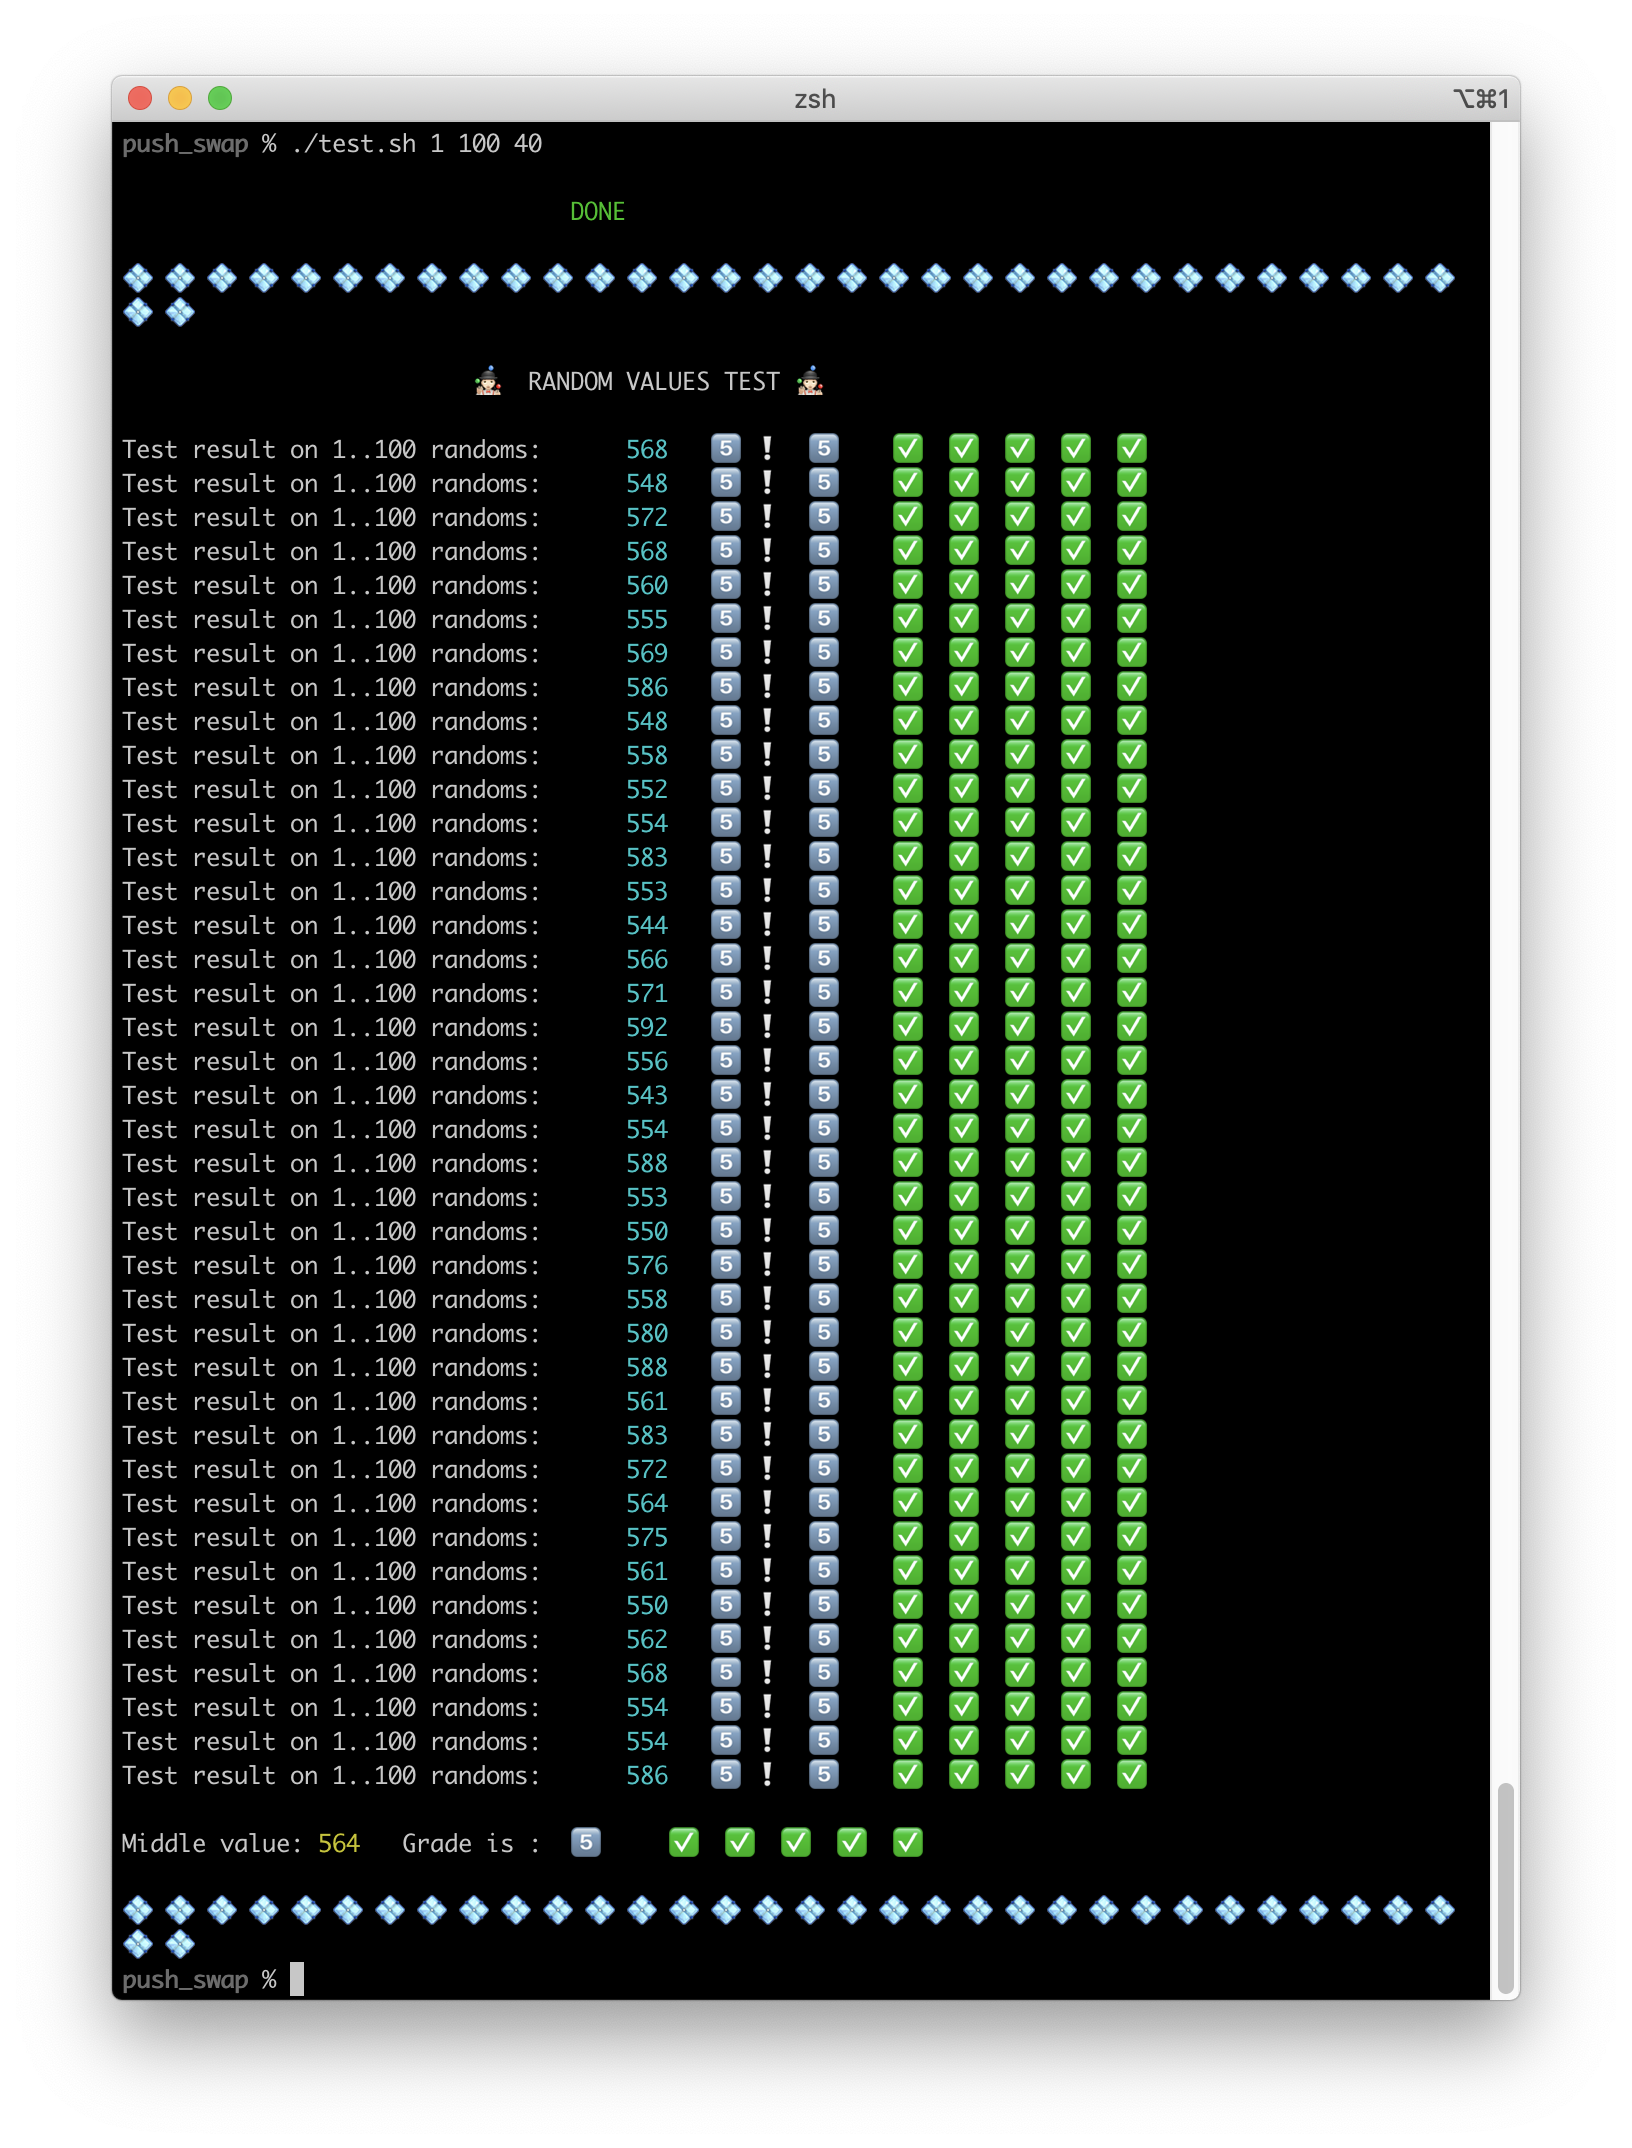 zsh ⌥⌘1
push_swap % ./test.sh 1 100 40
DONE
RANDOM VALUES TEST
Test result on 1..100 randoms: 568 5 ! 5
Test result on 1..100 randoms: 548 5 ! 5
Test result on 1..100 randoms: 572 5 ! 5
Test result on 1..100 randoms: 568 5 ! 5
Test result on 1..100 randoms: 560 5 ! 5
Test result on 1..100 randoms: 555 5 ! 5
Test result on 1..100 randoms: 569 5 ! 5
Test result on 1..100 randoms: 586 5 ! 5
Test result on 1..100 randoms: 548 5 ! 5
Test result on 1..100 randoms: 558 5 ! 5
Test result on 1..100 randoms: 552 5 ! 5
Test result on 1..100 randoms: 554 5 ! 5
Test result on 1..100 randoms: 583 5 ! 5
Test result on 1..100 randoms: 553 5 ! 5
Test result on 1..100 randoms: 544 5 ! 5
Test result on 1..100 randoms: 566 5 ! 5
Test result on 1..100 randoms: 571 5 ! 5
Test result on 1..100 randoms: 592 5 ! 5
Test result on 1..100 randoms: 556 5 ! 5
Test result on 1..100 randoms: 543 5 ! 5
Test result on 1..100 randoms: 554 5 ! 5
Test result on 1..100 randoms: 588 5 ! 5
Test result on 1..100 randoms: 553 5 ! 5
Test result on 1..100 randoms: 550 5 ! 5
Test result on 1..100 randoms: 576 5 ! 5
Test result on 1..100 randoms: 558 5 ! 5
Test result on 1..100 randoms: 580 5 ! 5
Test result on 1..100 randoms: 588 5 ! 5
Test result on 1..100 randoms: 561 5 ! 5
Test result on 1..100 randoms: 583 5 ! 5
Test result on 1..100 randoms: 572 5 ! 5
Test result on 1..100 randoms: 564 5 ! 5
Test result on 1..100 randoms: 575 5 ! 5
Test result on 1..100 randoms: 561 5 ! 5
Test result on 1..100 randoms: 550 5 ! 5
Test result on 1..100 randoms: 562 5 ! 5
Test result on 1..100 randoms: 568 5 ! 5
Test result on 1..100 randoms: 554 5 ! 5
Test result on 1..100 randoms: 554 5 ! 5
Test result on 1..100 randoms: 586 5 ! 5
Middle value: 564 Grade is : 5
push_swap %